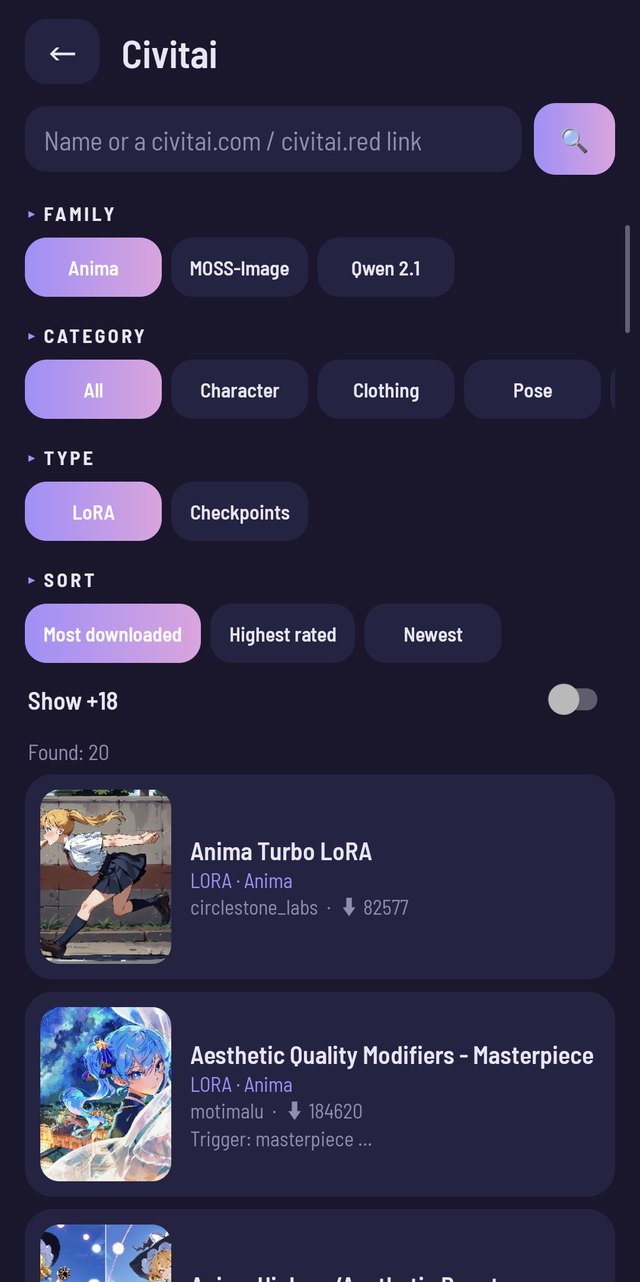 Civitai
Name or a civitai.com / civitai.red link
FAMILY
Anima MOSS-Image Qwen 2.1
CATEGORY
All Character Clothing Pose
TYPE
LoRA Checkpoints
SORT
Most downloaded Highest rated Newest
Show +18
Found: 20
Anima Turbo LoRA
LORA · Anima
circlestone_labs · 82577
Aesthetic Quality Modifiers - Masterpiece
LORA · Anima
motimalu · 184620
Trigger: masterpiece ...